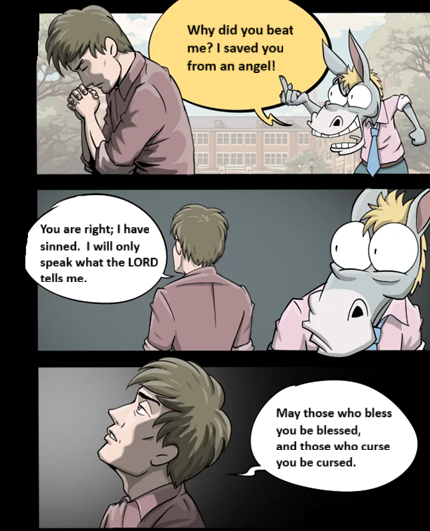 Why did you beat
me? I saved you
from an angel!
You are right; I have
sinned.  I will only
speak what the LORD
tells me.
May those who bless
you be blessed,
and those who curse
you be cursed.